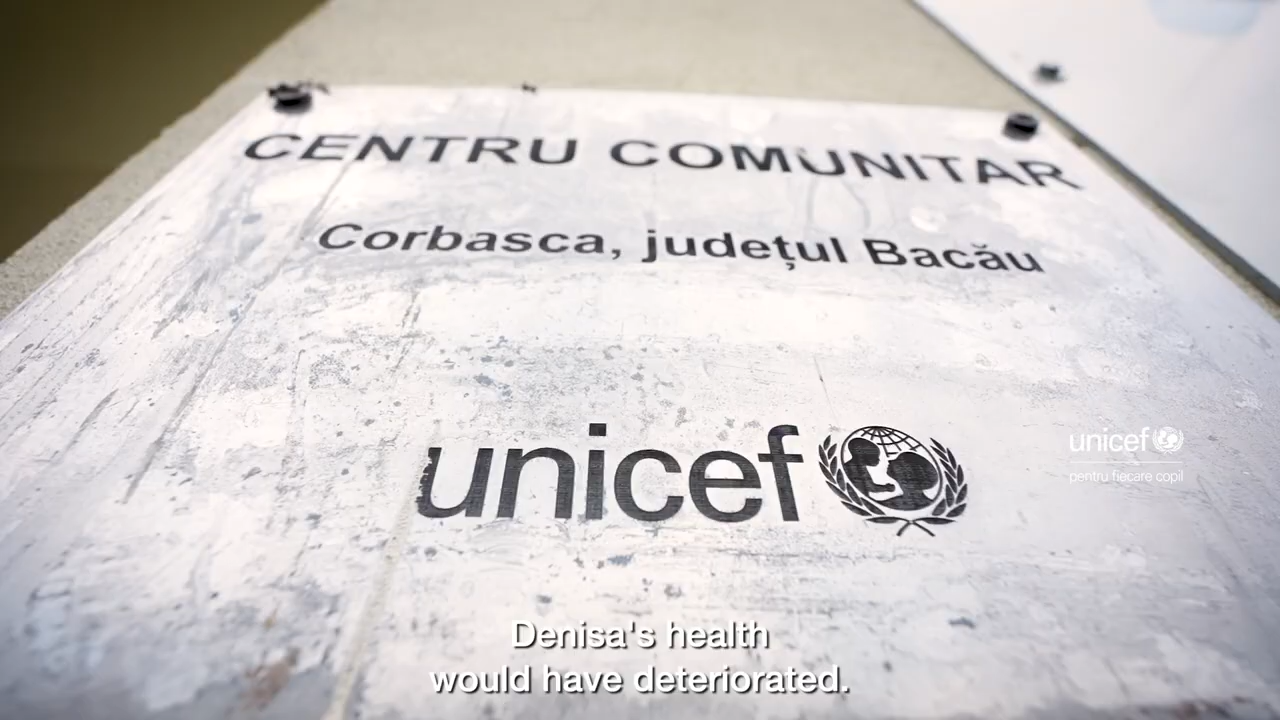 CENTRU COMUNITAR
Corbasca, județul Bacău
unicef
unicef
pentru fiecare copil
Denisa's health
would have deteriorated.